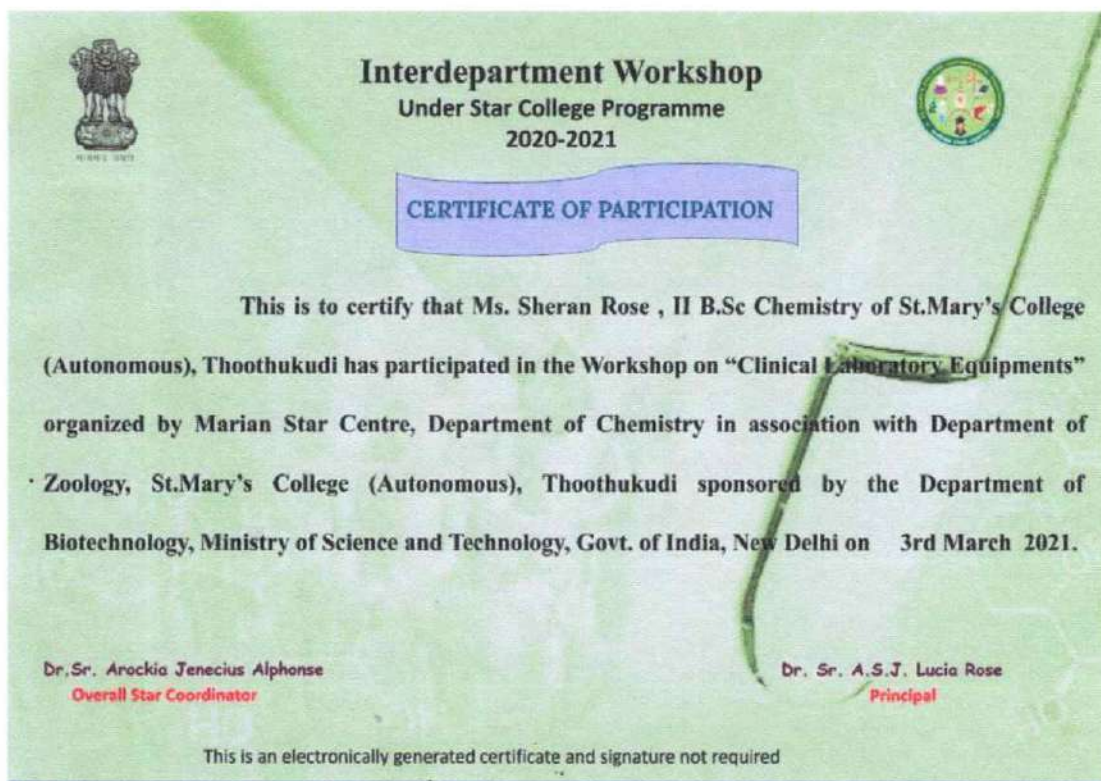 Interdepartment Workshop
Under Star College Programme
2020-2021
CERTIFICATE OF PARTICIPATION
This is to certify that Ms. Sheran Rose , II B.Sc Chemistry of St.Mary's College
(Autonomous), Thoothukudi has participated in the Workshop on “Clinical Laboratory Equipments”
organized by Marian Star Centre, Department of Chemistry in association with Department of
Zoology, St.Mary's College (Autonomous), Thoothukudi sponsored by the Department of
Biotechnology, Ministry of Science and Technology, Govt. of India, New Delhi on 3rd March 2021.
Dr.Sr. Arockia Jenecius Alphonse
Overall Star Coordinator
Dr. Sr. A.S.J. Lucia Rose
Principal
This is an electronically generated certificate and signature not required